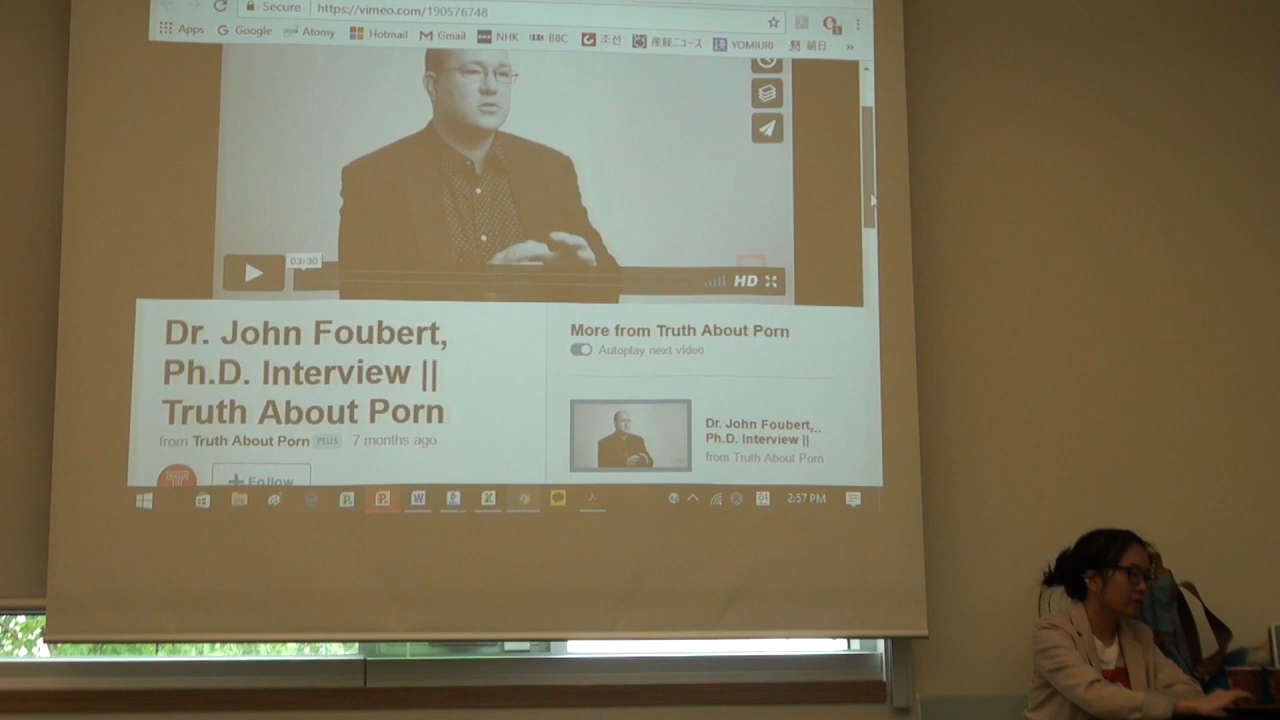 Secure https://vimeo.com/190576748
Apps Google Atomy Hotmail Gmail NHK BBC 조선 産経ニュース YOMIURI 朝日 »
03:30
HD
Dr. John Foubert,
Ph.D. Interview ||
Truth About Porn
from Truth About Porn PLUS 7 months ago
Follow
More from Truth About Porn
Autoplay next video
Dr. John Foubert,..
Ph.D. Interview ||
from Truth About Porn
2:57 PM